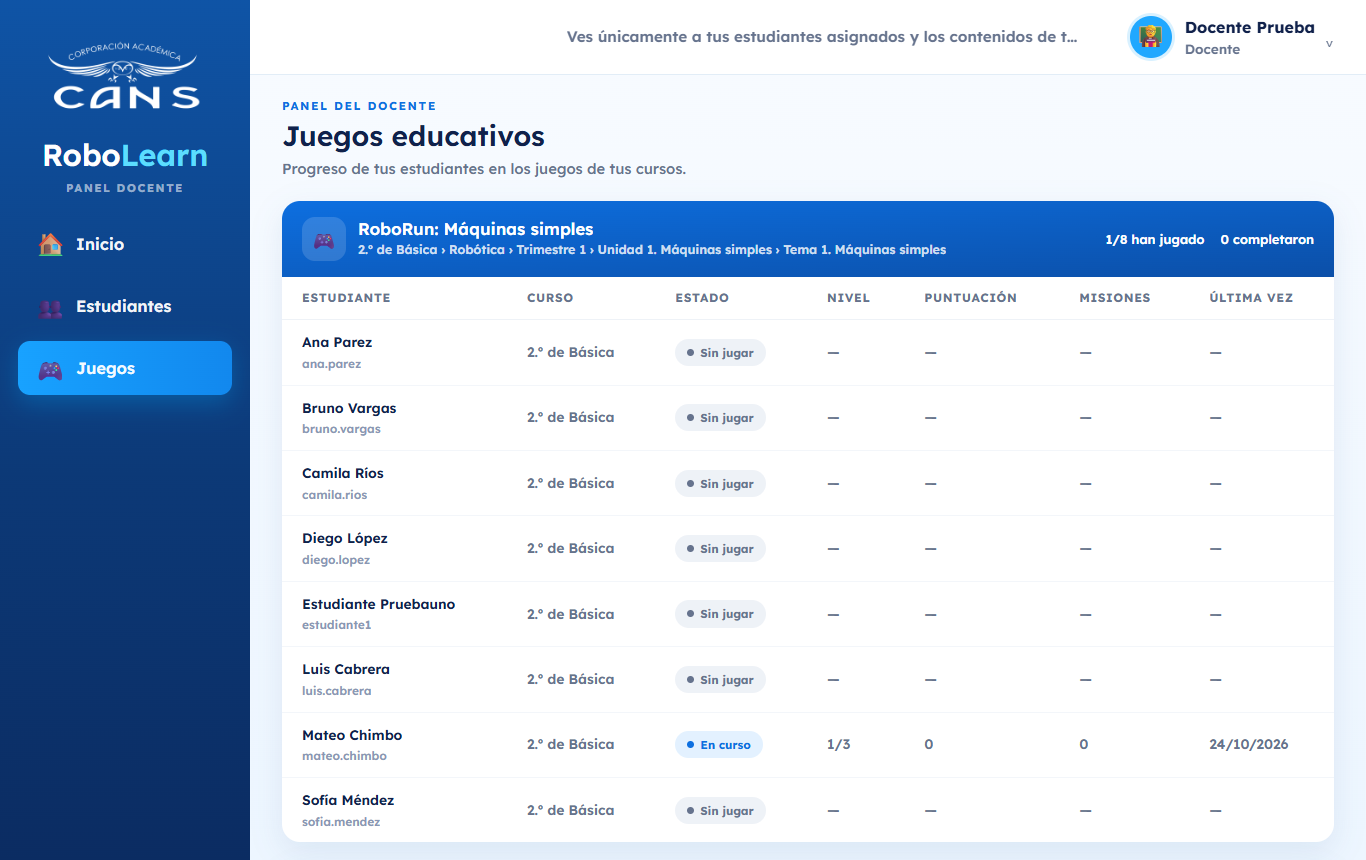 CORPORACIÓN ACADÉMICA
CANS
RoboLearn
PANEL DOCENTE
Inicio
Estudiantes
Juegos
Ves únicamente a tus estudiantes asignados y los contenidos de t...
Docente Prueba
Docente
v
PANEL DEL DOCENTE
Juegos educativos
Progreso de tus estudiantes en los juegos de tus cursos.
RoboRun: Máquinas simples
2.º de Básica › Robótica › Trimestre 1 › Unidad 1. Máquinas simples › Tema 1. Máquinas simples
1/8 han jugado 0 completaron
ESTUDIANTE CURSO ESTADO NIVEL PUNTUACIÓN MISIONES ÚLTIMA VEZ
Ana Parez
ana.parez
2.º de Básica Sin jugar — — — —
Bruno Vargas
bruno.vargas
2.º de Básica Sin jugar — — — —
Camila Ríos
camila.rios
2.º de Básica Sin jugar — — — —
Diego López
diego.lopez
2.º de Básica Sin jugar — — — —
Estudiante Pruebauno
estudiante1
2.º de Básica Sin jugar — — — —
Luis Cabrera
luis.cabrera
2.º de Básica Sin jugar — — — —
Mateo Chimbo
mateo.chimbo
2.º de Básica En curso 1/3 0 0 24/10/2026
Sofía Méndez
sofia.mendez
2.º de Básica Sin jugar — — — —